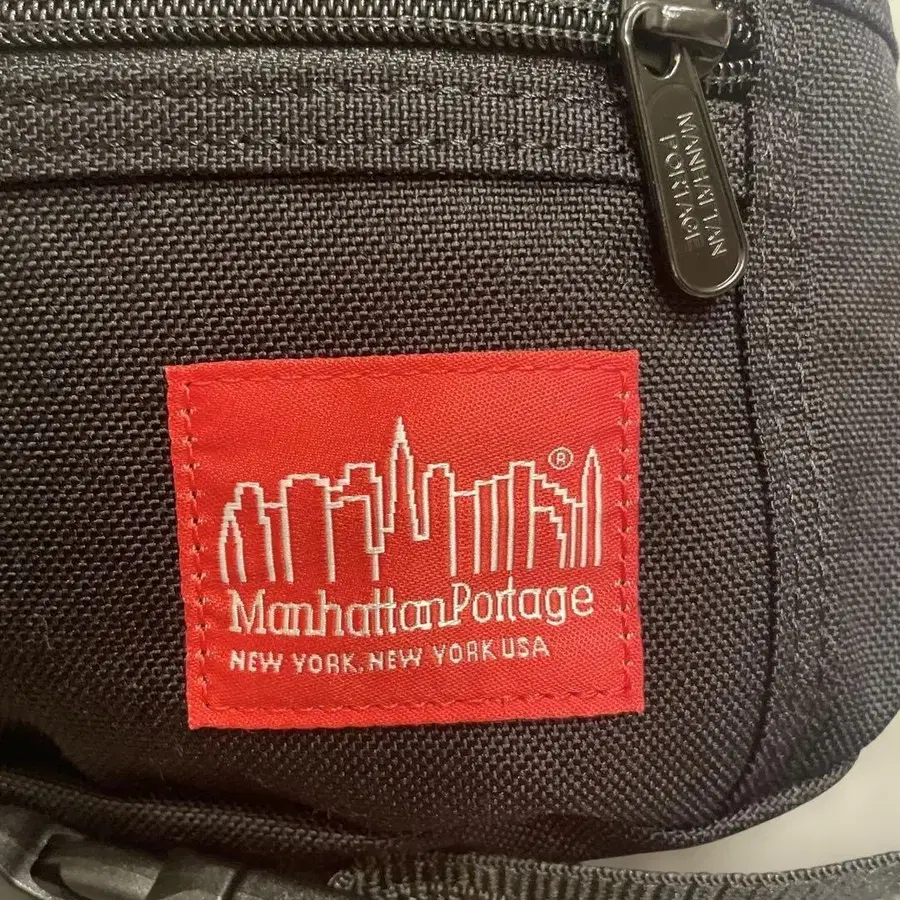 MANHATTAN
PORTAGE
®
ManhattanPortage
NEW YORK, NEW YORK USA